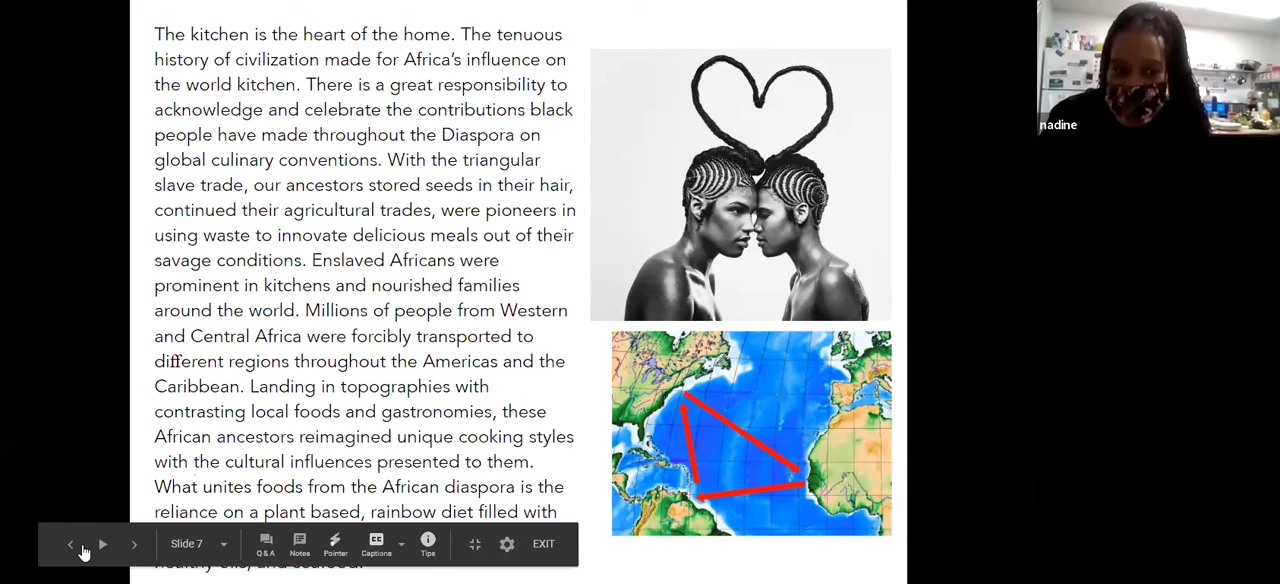 The kitchen is the heart of the home. The tenuous
history of civilization made for Africa's influence on
the world kitchen. There is a great responsibility to
acknowledge and celebrate the contributions black
people have made throughout the Diaspora on
global culinary conventions. With the triangular
slave trade, our ancestors stored seeds in their hair,
continued their agricultural trades, were pioneers in
using waste to innovate delicious meals out of their
savage conditions. Enslaved Africans were
prominent in kitchens and nourished families
around the world. Millions of people from Western
and Central Africa were forcibly transported to
different regions throughout the Americas and the
Caribbean. Landing in topographies with
contrasting local foods and gastronomies, these
African ancestors reimagined unique cooking styles
with the cultural influences presented to them.
What unites foods from the African diaspora is the
reliance on a plant based, rainbow diet filled with
healthy oils, and seafood.
Slide 7
Q & A
Notes
Pointer
Captions
Tips
EXIT
nadine